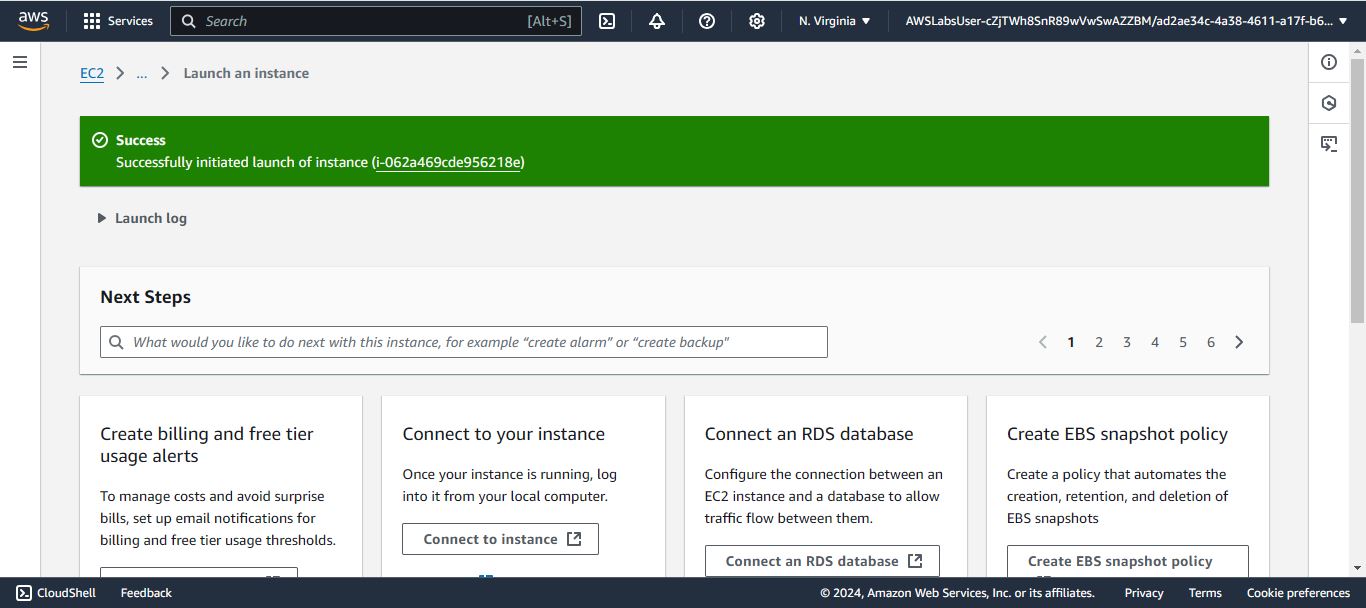 aws
Services
Search [Alt+S]
N. Virginia
AWSLabsUser-cZjTWh8SnR89wVwSwAZZBM/ad2ae34c-4a38-4611-a17f-b6...
EC2 ... Launch an instance
Success
Successfully initiated launch of instance (i-062a469cde956218e)
Launch log
Next Steps
What would you like to do next with this instance, for example “create alarm” or “create backup”
1 2 3 4 5 6
Create billing and free tier
usage alerts
To manage costs and avoid surprise
bills, set up email notifications for
billing and free tier usage thresholds.
Connect to your instance
Once your instance is running, log
into it from your local computer.
Connect to instance
Connect an RDS database
Configure the connection between an
EC2 instance and a database to allow
traffic flow between them.
Connect an RDS database
Create EBS snapshot policy
Create a policy that automates the
creation, retention, and deletion of
EBS snapshots
Create EBS snapshot policy
CloudShell
Feedback
© 2024, Amazon Web Services, Inc. or its affiliates.
Privacy
Terms
Cookie preferences